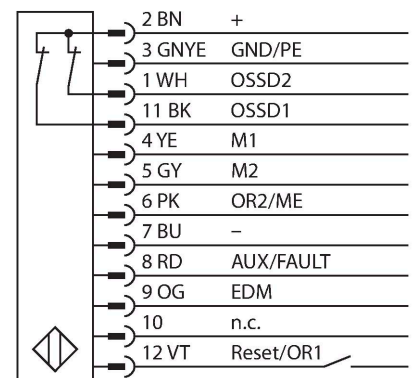 2 BN +
3 GNYE GND/PE
1 WH OSSD2
11 BK OSSD1
4 YE M1
5 GY M2
6 PK OR2/ME
7 BU –
8 RD AUX/FAULT
9 OG EDM
10 n.c.
12 VT Reset/OR1